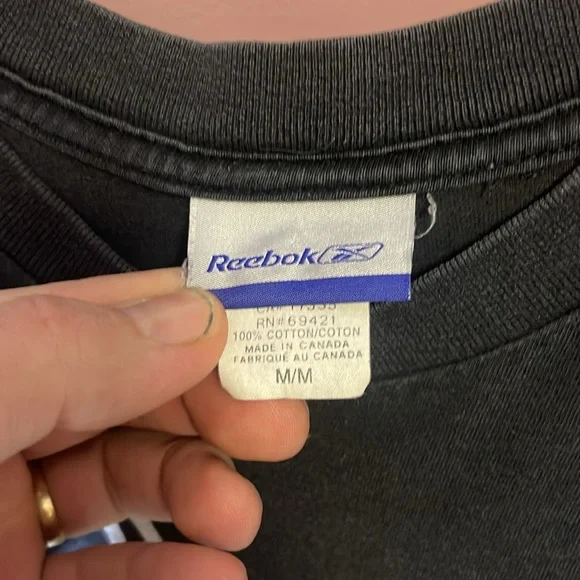 Reebok
RN#69421
100% COTTON/COTON
MADE IN CANADA
FABRIQUÉ AU CANADA
M/M